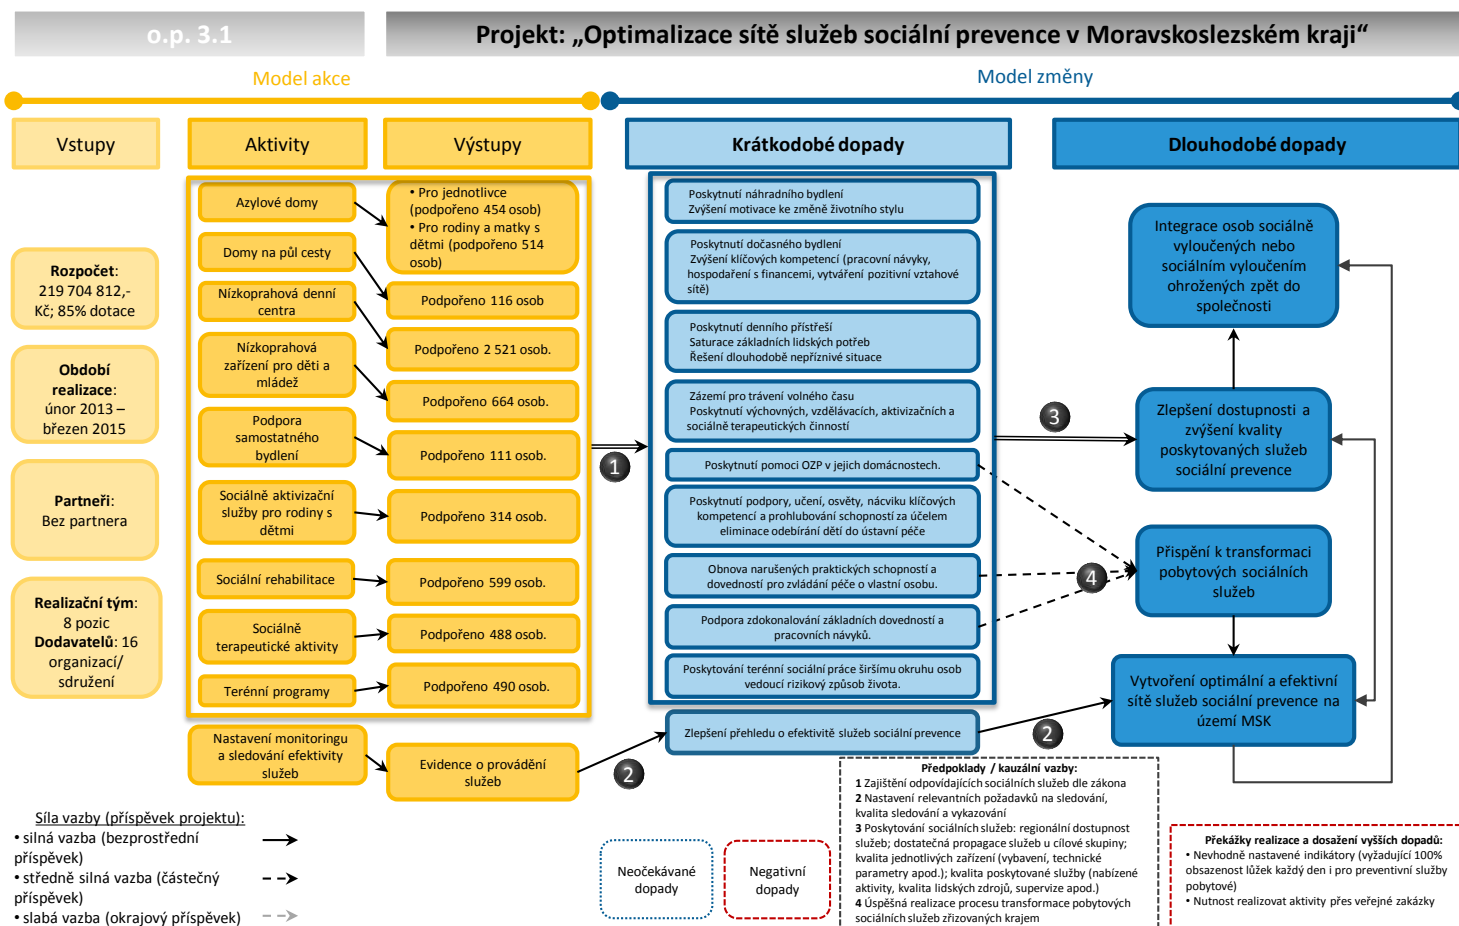 o.p. 3.1
Projekt: „Optimalizace sítě služeb sociální prevence v Moravskoslezském kraji“
Model akce
Model změny
Vstupy
Aktivity
Výstupy
Krátkodobé dopady
Dlouhodobé dopady
Rozpočet:
219 704 812,-
Kč; 85% dotace
Období
realizace:
únor 2013 –
březen 2015
Partneři:
Bez partnera
Realizační tým:
8 pozic
Dodavatelů: 16
organizací/
sdružení
Azylové domy
Domy na půl cesty
Nízkoprahová denní
centra
Nízkoprahová
zařízení pro děti a
mládež
Podpora
samostatného
bydlení
Sociálně aktivizační
služby pro rodiny s
dětmi
Sociální rehabilitace
Sociálně
terapeutické aktivity
Terénní programy
Nastavení monitoringu
a sledování efektivity
služeb
• Pro jednotlivce
(podpořeno 454 osob)
• Pro rodiny a matky s
dětmi (podpořeno 514
osob)
Podpořeno 116 osob
Podpořeno 2 521 osob.
Podpořeno 664 osob.
Podpořeno 111 osob.
Podpořeno 314 osob.
Podpořeno 599 osob.
Podpořeno 488 osob.
Podpořeno 490 osob.
Evidence o provádění
služeb
1
2
Poskytnutí náhradního bydlení
Zvýšení motivace ke změně životního stylu
Poskytnutí dočasného bydlení
Zvýšení klíčových kompetencí (pracovní návyky,
hospodaření s financemi, vytváření pozitivní vztahové
sítě)
Poskytnutí denního přístřeší
Saturace základních lidských potřeb
Řešení dlouhodobě nepříznivé situace
Zázemí pro trávení volného času
Poskytnutí výchovných, vzdělávacích, aktivizačních a
sociálně terapeutických činností
Poskytnutí pomoci OZP v jejich domácnostech.
Poskytnutí podpory, učení, osvěty, nácviku klíčových
kompetencí a prohlubování schopností za účelem
eliminace odebírání dětí do ústavní péče
Obnova narušených praktických schopností a
dovedností pro zvládání péče o vlastní osobu.
Podpora zdokonalování základních dovedností a
pracovních návyků.
Poskytování terénní sociální práce širšímu okruhu osob
vedoucí rizikový způsob života.
Zlepšení přehledu o efektivitě služeb sociální prevence
3
4
2
Integrace osob sociálně
vyloučených nebo
sociálním vyloučením
ohrožených zpět do
společnosti
Zlepšení dostupnosti a
zvýšení kvality
poskytovaných služeb
sociální prevence
Přispění k transformaci
pobytových sociálních
služeb
Vytvoření optimální a efektivní
sítě služeb sociální prevence na
území MSK
Síla vazby (příspěvek projektu):
• silná vazba (bezprostřední
příspěvek)
• středně silná vazba (částečný
příspěvek)
• slabá vazba (okrajový příspěvek)
Neočekávané
dopady
Negativní
dopady
Předpoklady / kauzální vazby:
1 Zajištění odpovídajících sociálních služeb dle zákona
2 Nastavení relevantních požadavků na sledování,
kvalita sledování a vykazování
3 Poskytování sociálních služeb: regionální dostupnost
služeb; dostatečná propagace služeb u cílové skupiny;
kvalita jednotlivých zařízení (vybavení, technické
parametry apod.); kvalita poskytované služby (nabízené
aktivity, kvalita lidských zdrojů, supervize apod.)
4 Úspěšná realizace procesu transformace pobytových
sociálních služeb zřizovaných krajem
Překážky realizace a dosažení vyšších dopadů:
• Nevhodně nastavené indikátory (vyžadující 100%
obsazenost lůžek každý den i pro preventivní služby
pobytové)
• Nutnost realizovat aktivity přes veřejné zakázky